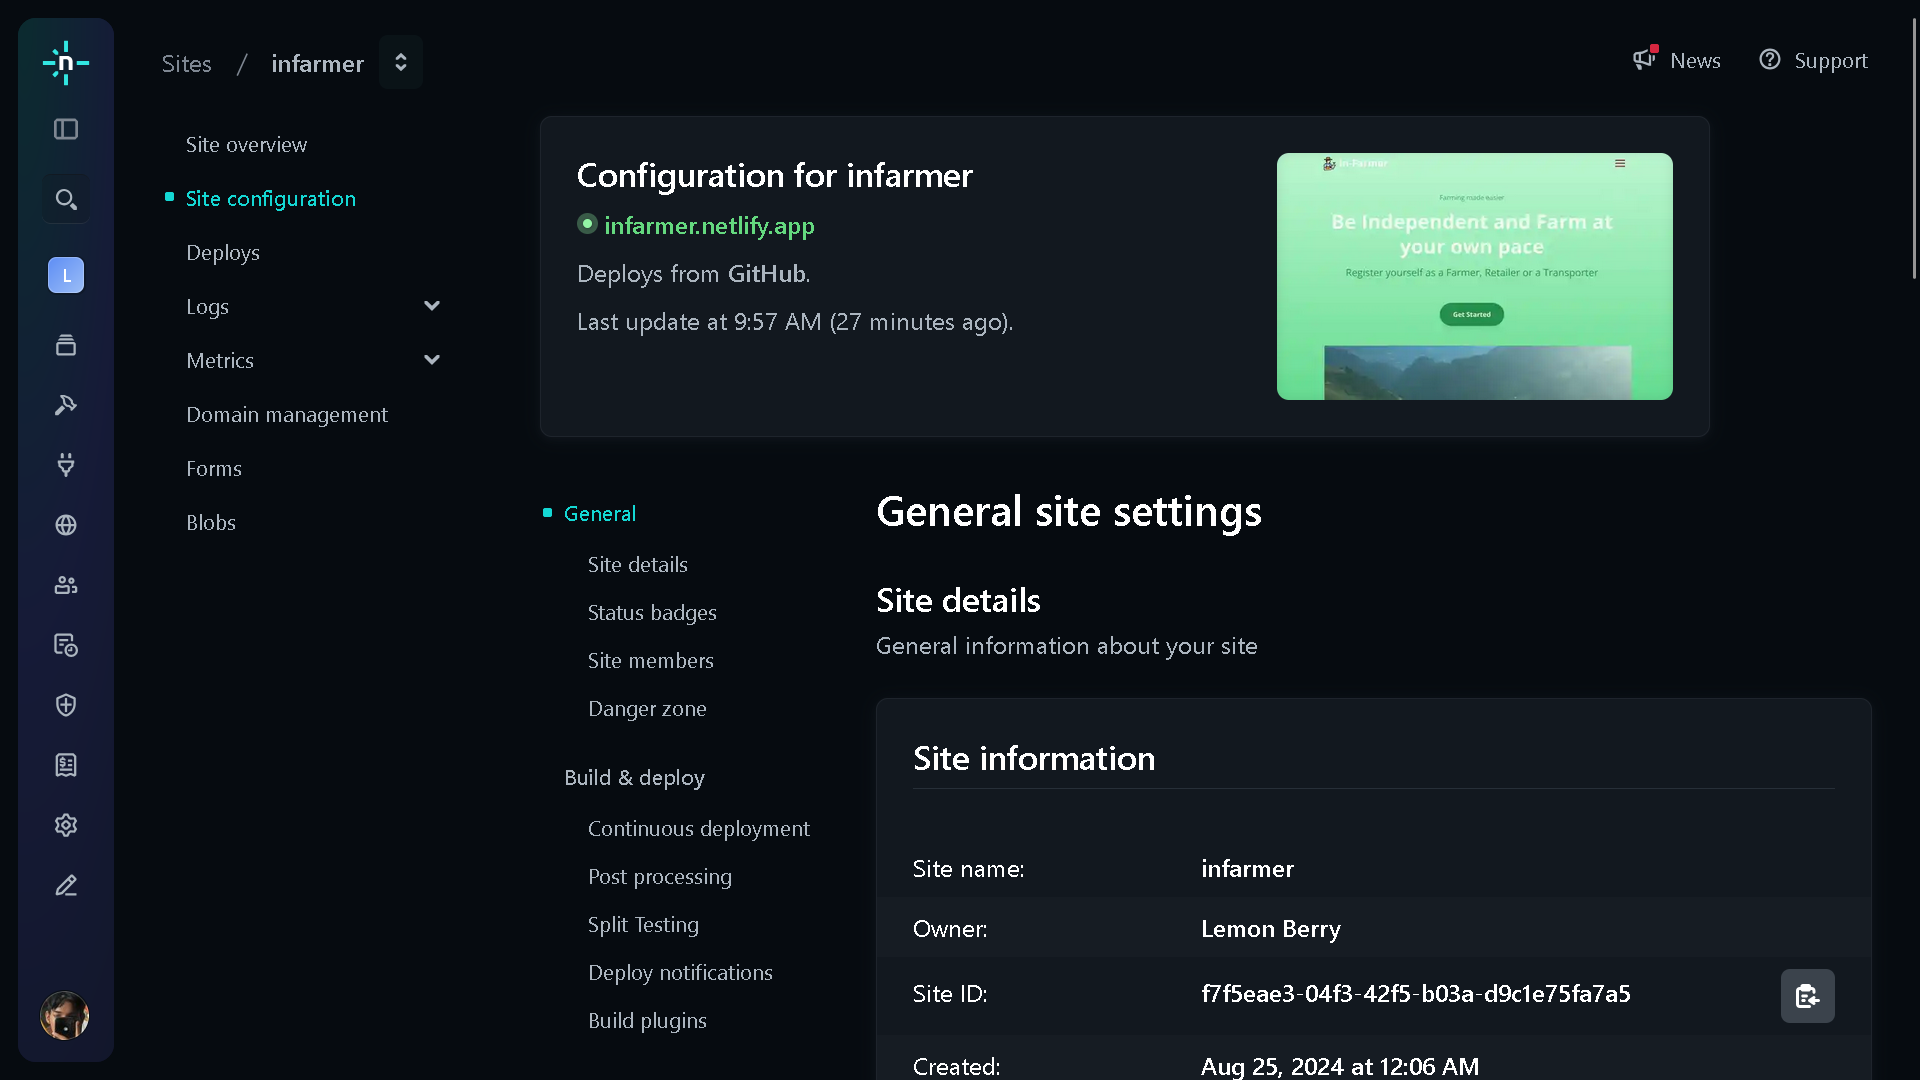 Sites / infarmer
News
Support
L
Site overview
Site configuration
Deploys
Logs
Metrics
Domain management
Forms
Blobs
Configuration for infarmer
infarmer.netlify.app
Deploys from GitHub.
Last update at 9:57 AM (27 minutes ago).
In-Farmer
Farming made easier
Be Independent and Farm at
your own pace
Register yourself as a Farmer, Retailer or a Transporter
Get Started
General
Site details
Status badges
Site members
Danger zone
Build & deploy
Continuous deployment
Post processing
Split Testing
Deploy notifications
Build plugins
General site settings
Site details
General information about your site
Site information
Site name: infarmer
Owner: Lemon Berry
Site ID: f7f5eae3-04f3-42f5-b03a-d9c1e75fa7a5
Created: Aug 25, 2024 at 12:06 AM